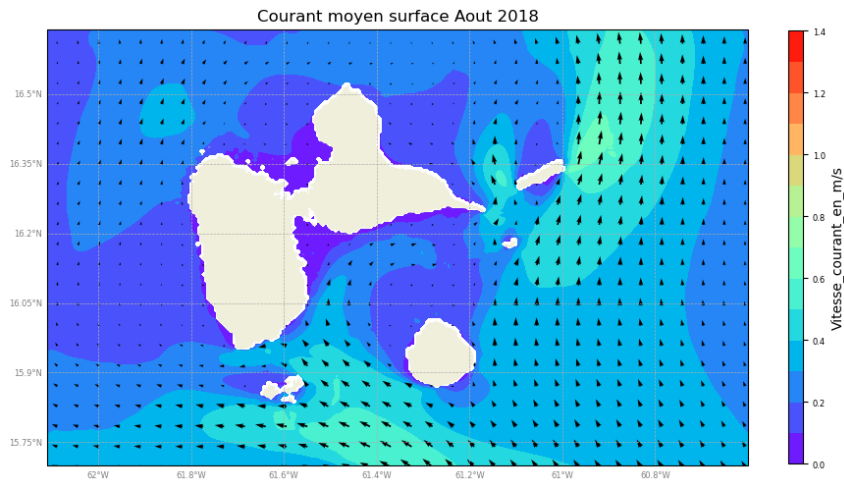 Courant moyen surface Aout 2018
16.5°N
16.35°N
16.2°N
16.05°N
15.9°N
15.75°N
62°W
61.8°W
61.6°W
61.4°W
61.2°W
61°W
60.8°W
1.4
1.2
1.0
0.8
0.6
0.4
0.2
0.0
Vitesse_courant_en_m/s